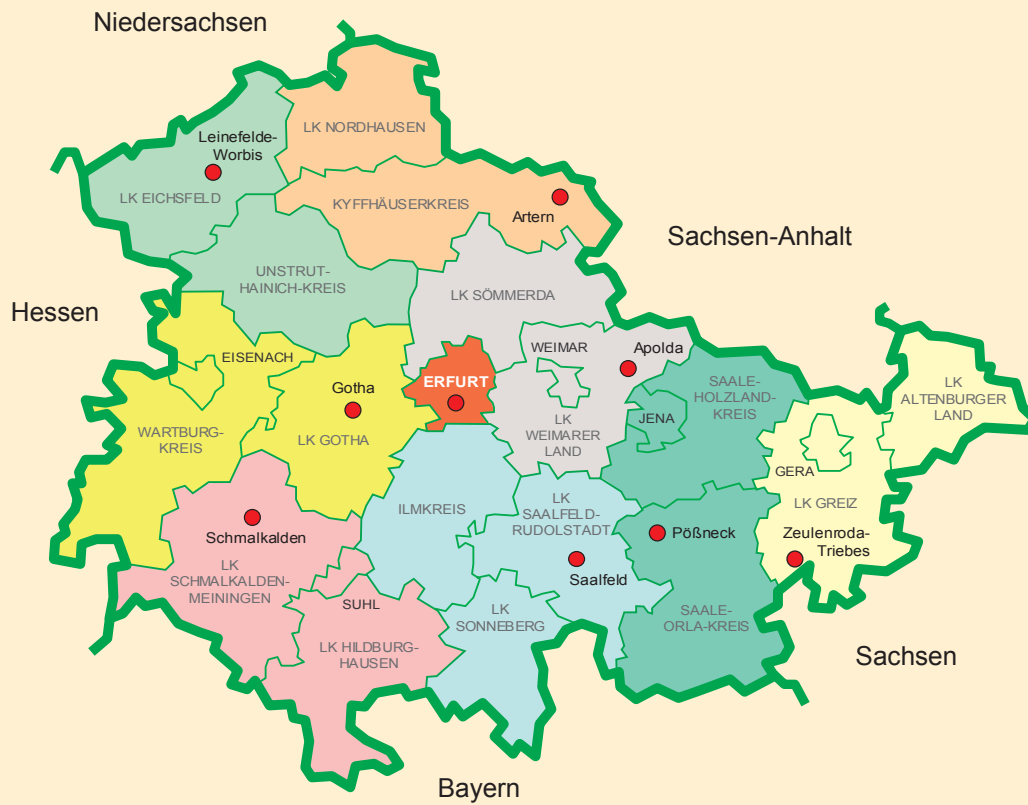 Niedersachsen
LK NORDHAUSEN
Leinefelde-
Worbis
LK EICHSFELD
KYFFHÄUSERKREIS
Artern
Sachsen-Anhalt
UNSTRUT-
HAINICH-KREIS
LK SÖMMERDA
Hessen
EISENACH
WEIMAR
Apolda
Gotha
ERFURT
SAALE-
HOLZLAND-
KREIS
LK
ALTENBURGER
LAND
WARTBURG-
KREIS
LK GOTHA
LK
WEIMARER
LAND
JENA
GERA
LK GREIZ
ILMKREIS
LK
SAALFELD-
RUDOLSTADT
Schmalkalden
Pößneck
Zeulenroda-
Triebes
LK
SCHMALKALDEN-
MEININGEN
Saalfeld
SUHL
LK
SONNEBERG
SAALE-
ORLA-KREIS
LK HILDBURG-
HAUSEN
Sachsen
Bayern